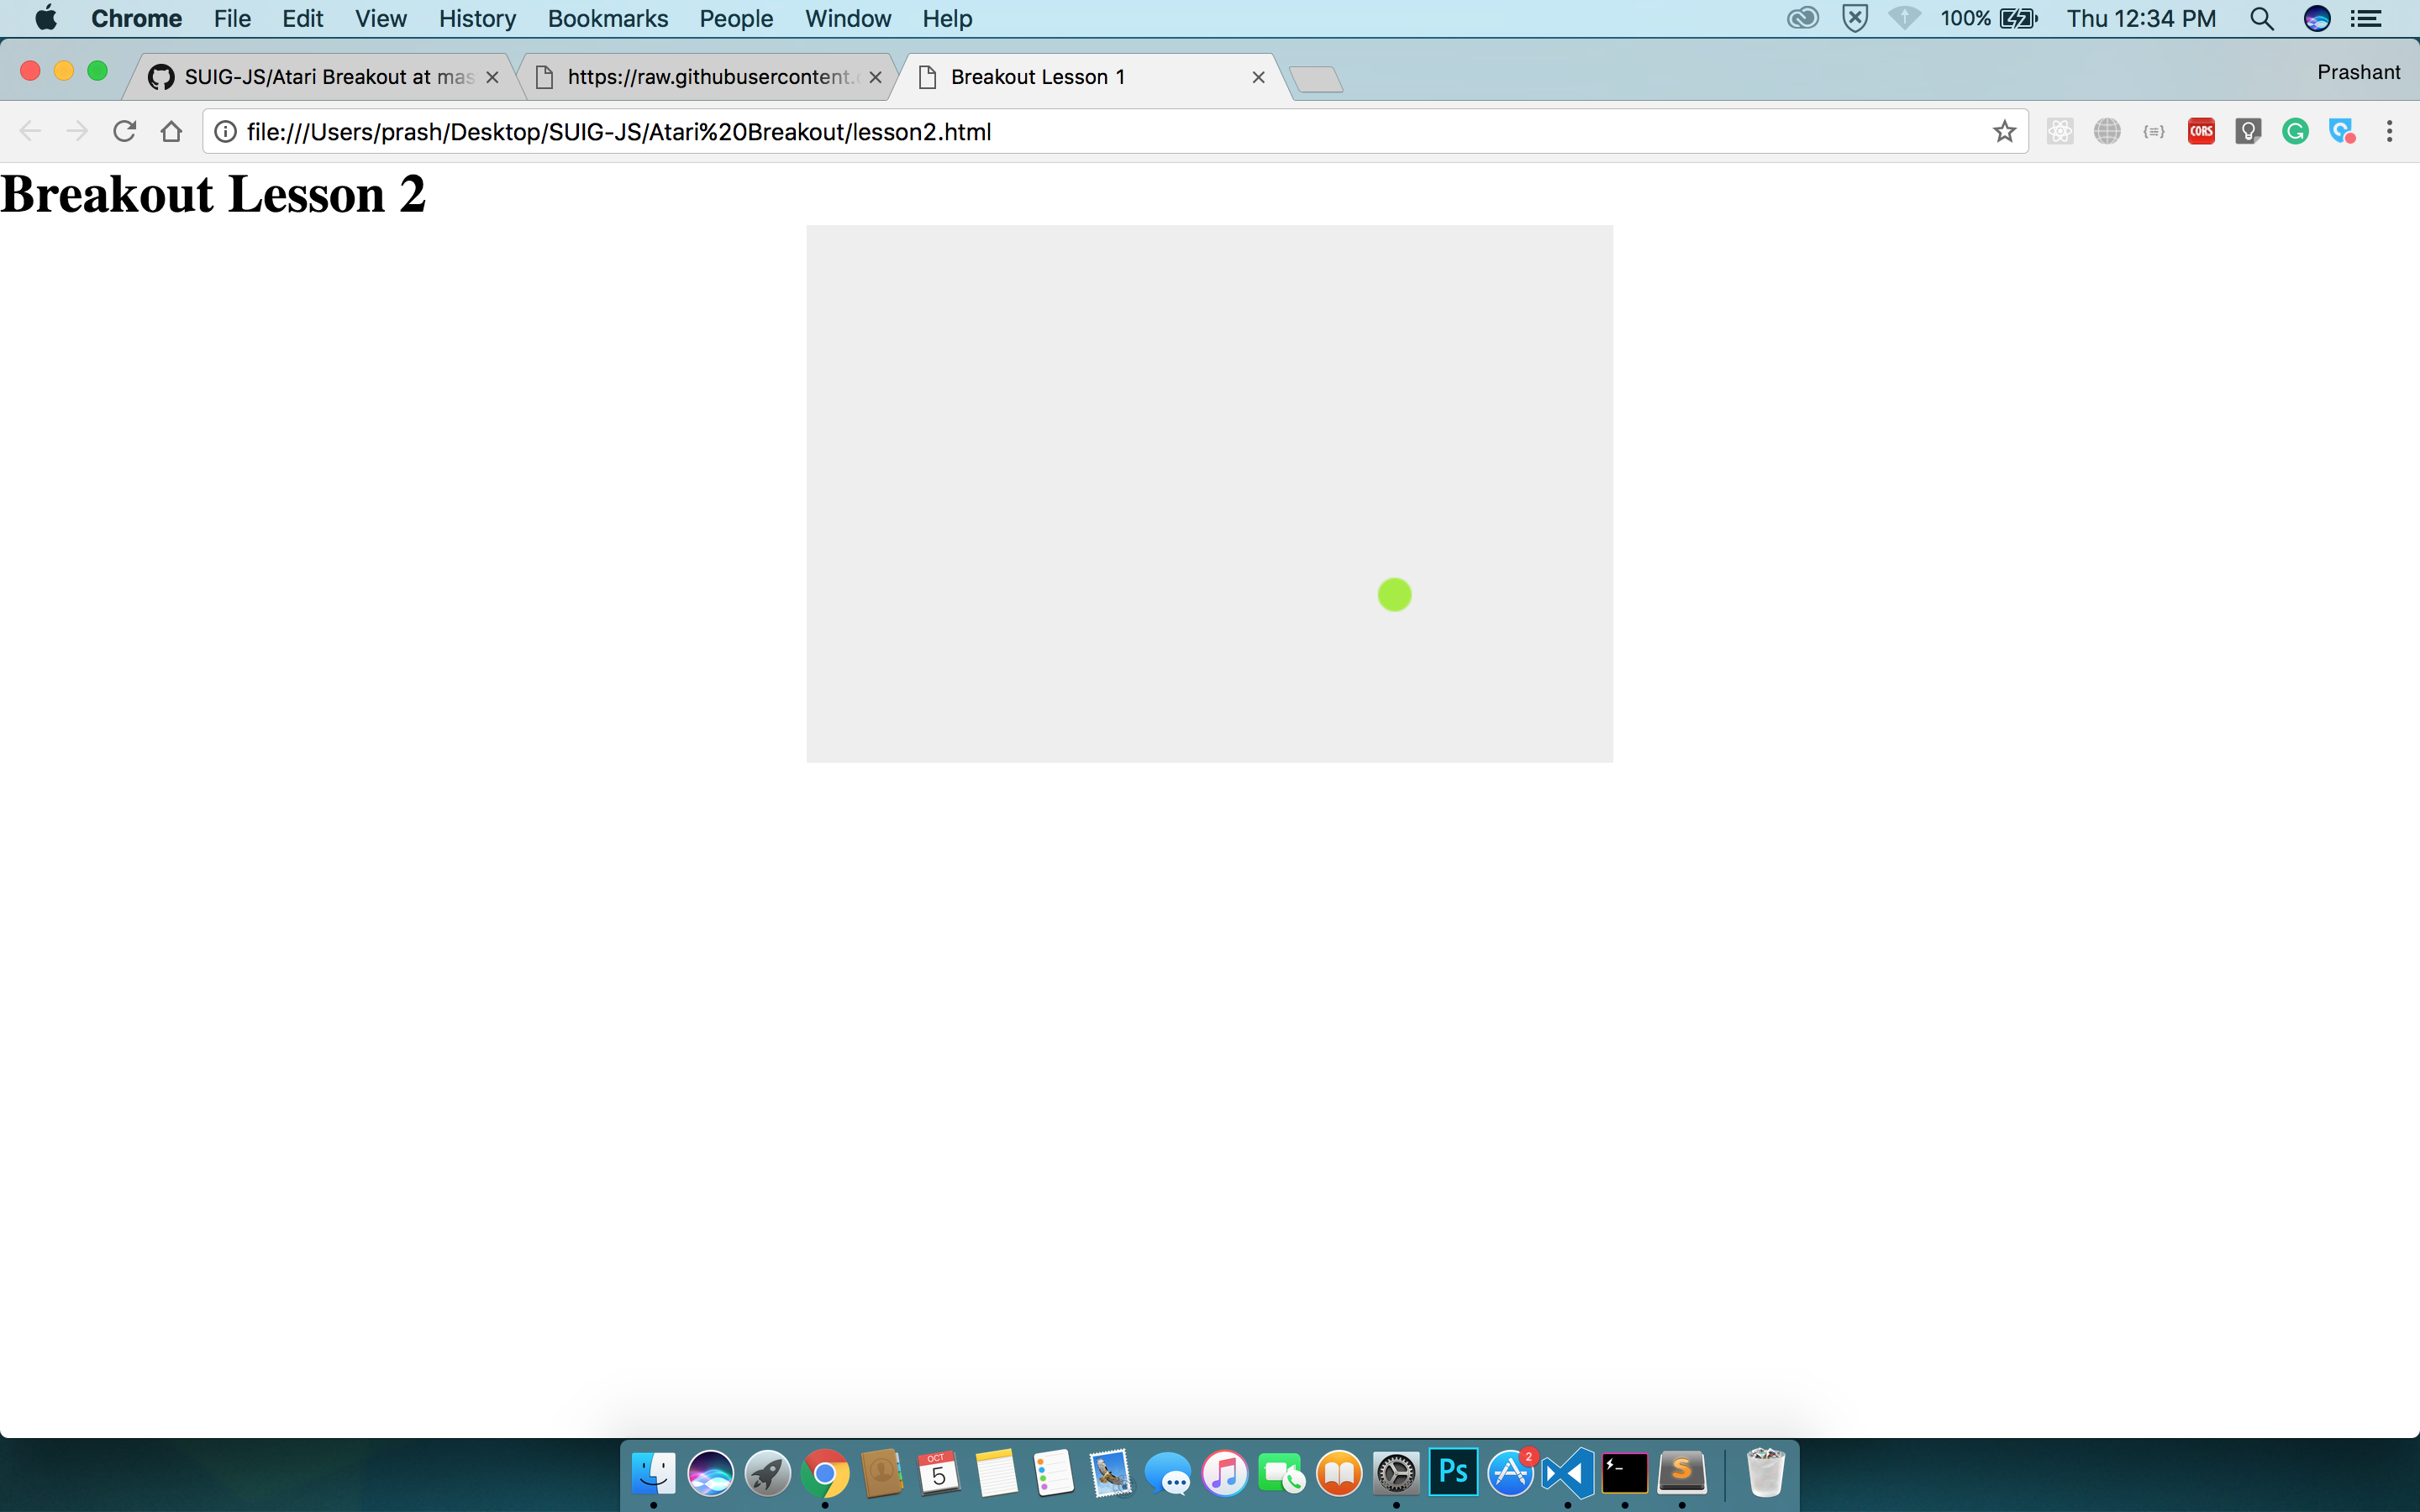 Chrome File Edit View History Bookmarks People Window Help 100% Thu 12:34 PM
SUIG-JS/Atari Breakout at mas https://raw.githubusercontent. Breakout Lesson 1 Prashant
file:///Users/prash/Desktop/SUIG-JS/Atari%20Breakout/lesson2.html CORS
Breakout Lesson 2
OCT
5
Ps
2